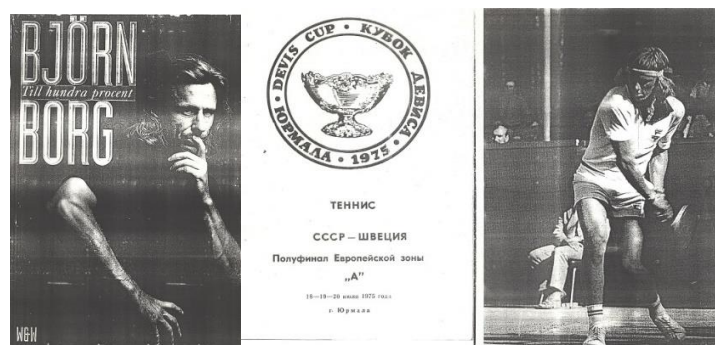 BJÖRN
Till hundra procent
BORG
W&W
DEVIS CUP • КУБОК ДЕВИСА
ЮРМАЛА • 1975
ТЕННИС
СССР — ШВЕЦИЯ
Полуфинал Европейской зоны
„А"
18—19—20 июля 1975 года
г. Юрмала